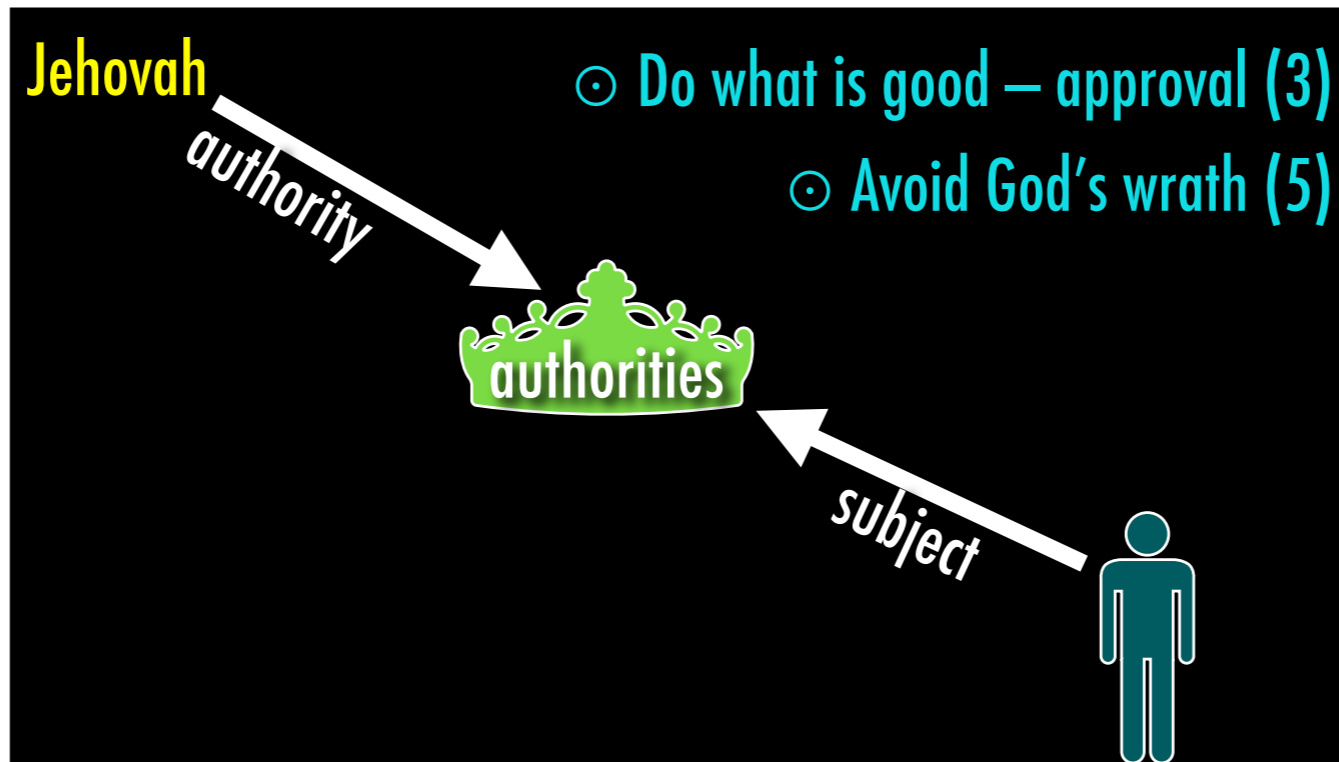 Jehovah
⊙ Do what is good – approval (3)
⊙ Avoid God’s wrath (5)
authority
authorities
subject